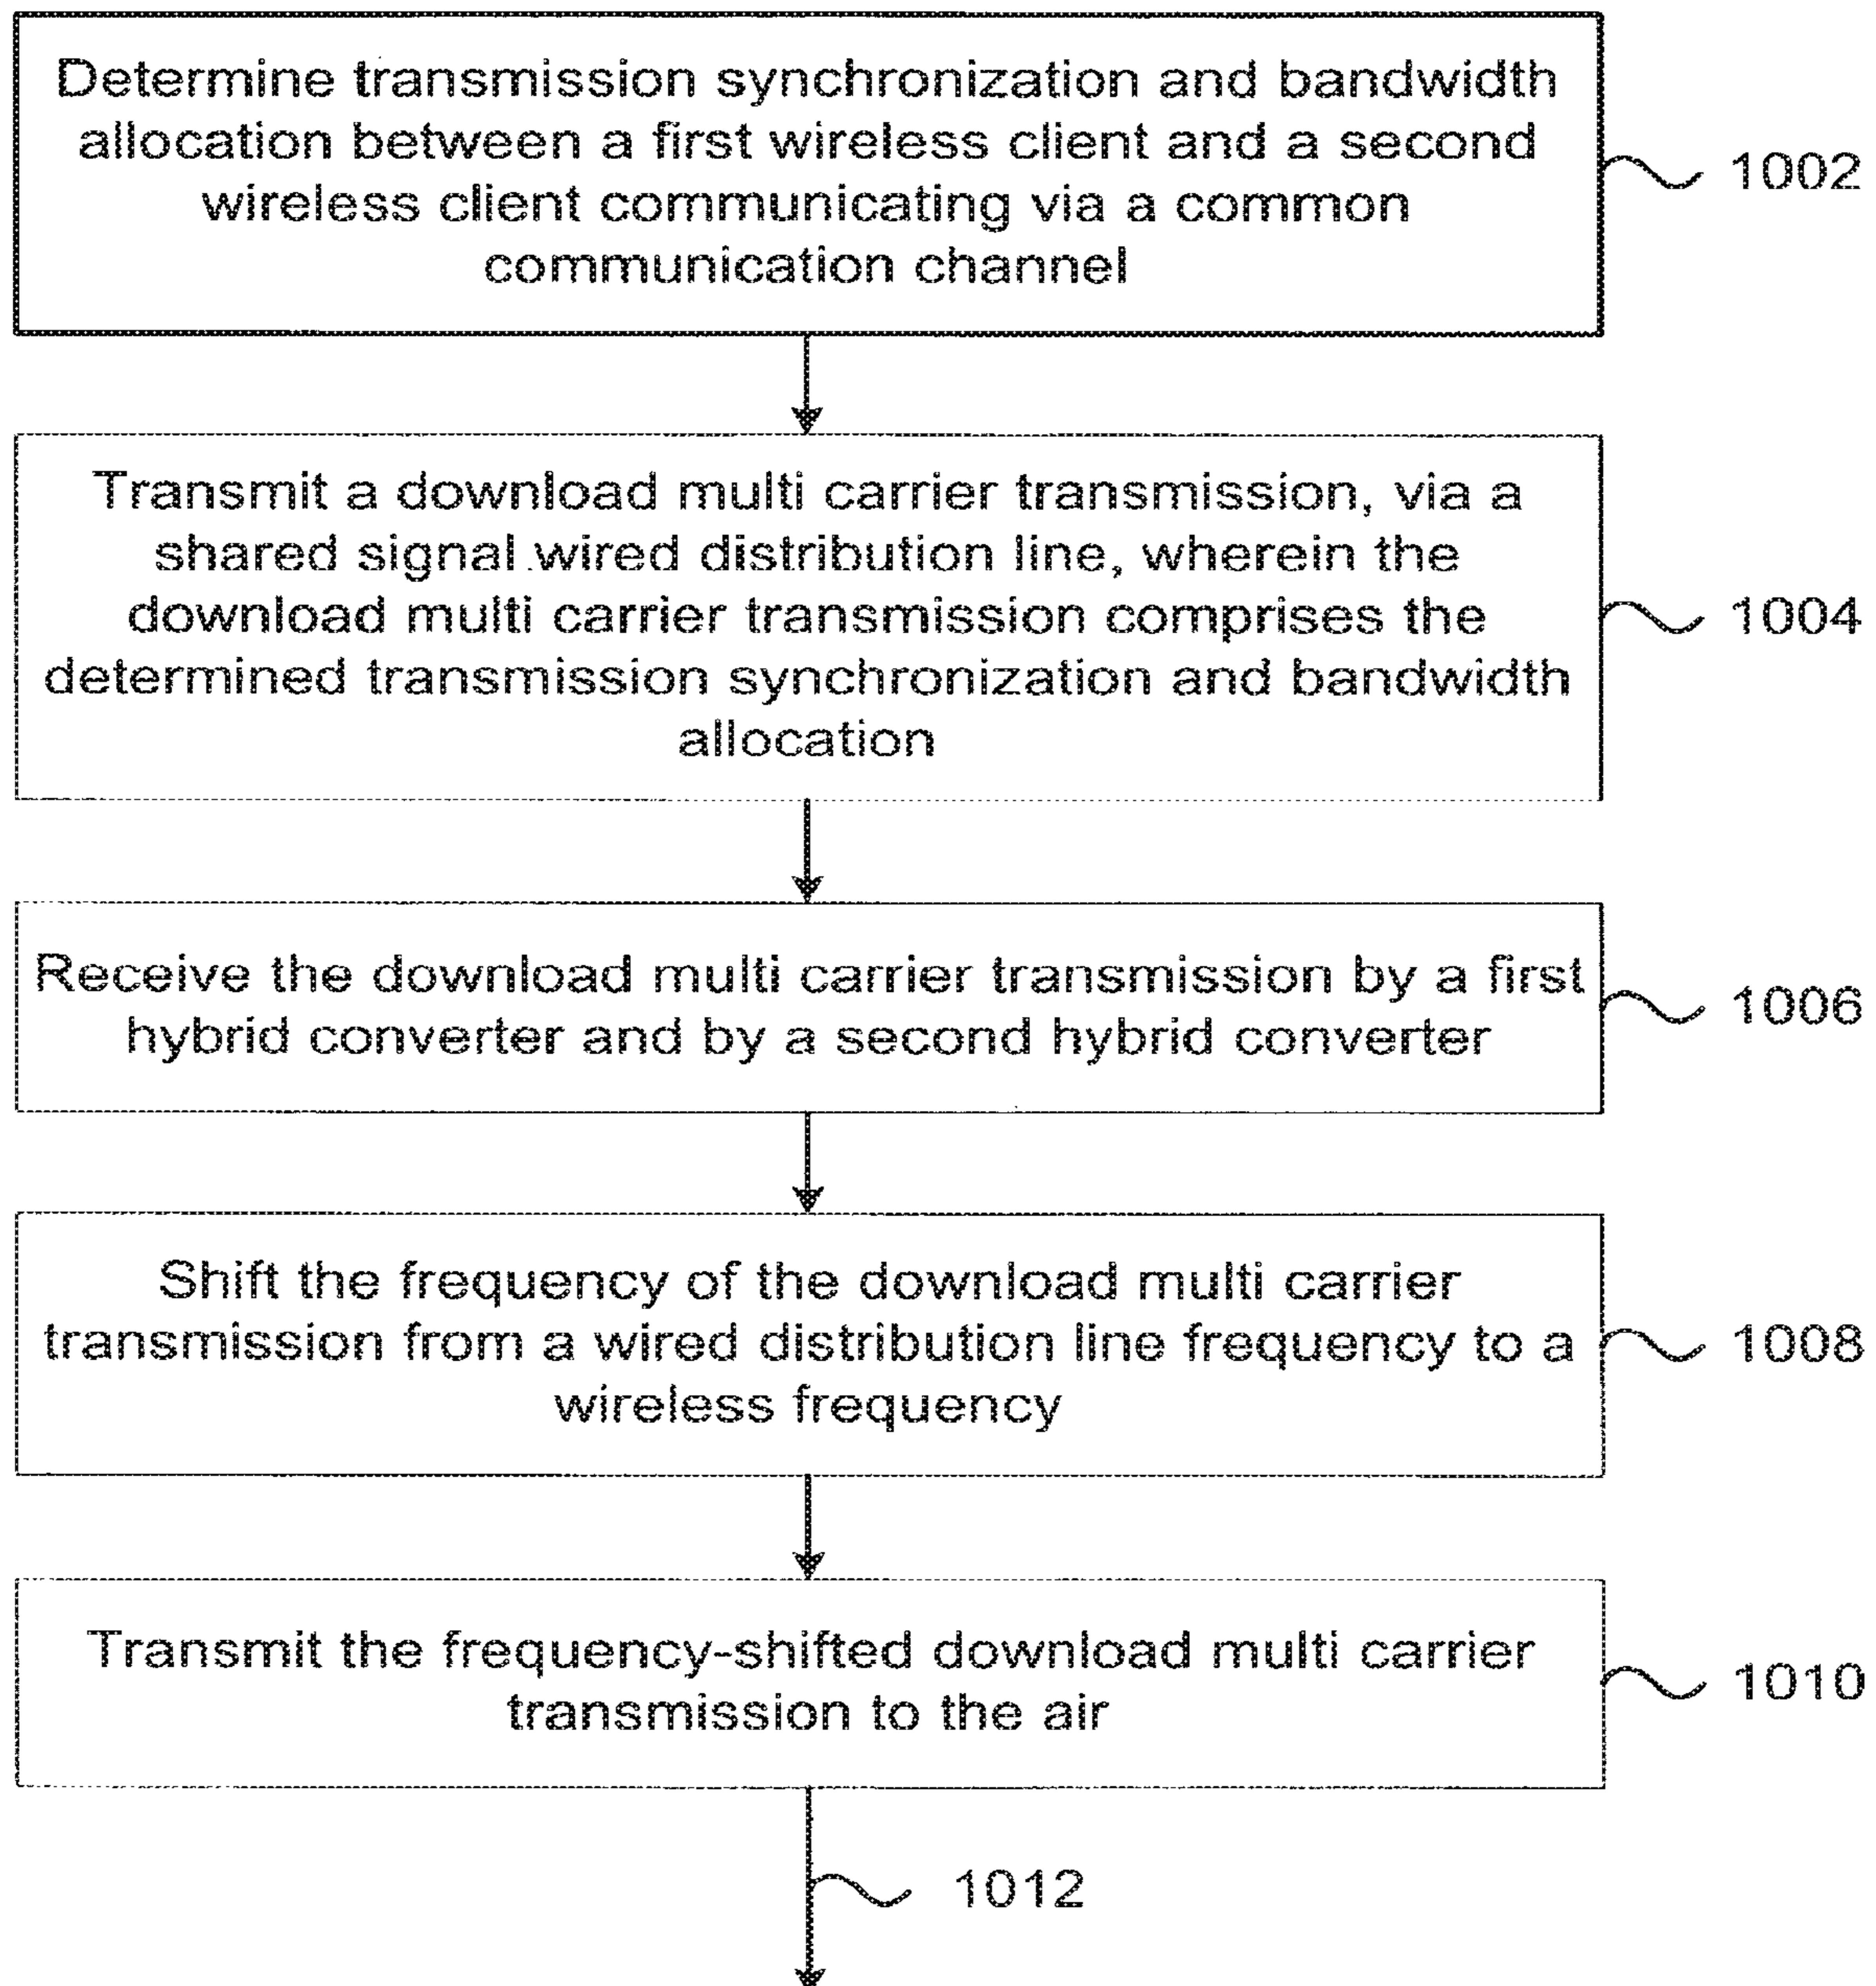 Determine transmission synchronization and bandwidth
allocation between a first wireless client and a second
wireless client communicating via a common
communication channel
1002
Transmit a download multi carrier transmission, via a
shared signal wired distribution line, wherein the
download multi carrier transmission comprises the
determined transmission synchronization and bandwidth
allocation
1004
Receive the download multi carrier transmission by a first
hybrid converter and by a second hybrid converter
1006
Shift the frequency of the download multi carrier
transmission from a wired distribution line frequency to a
wireless frequency
1008
Transmit the frequency-shifted download multi carrier
transmission to the air
1010
1012